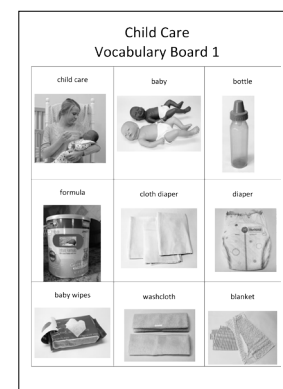 Child Care
Vocabulary Board 1
child care
baby
bottle
formula
cloth diaper
diaper
baby wipes
washcloth
blanket